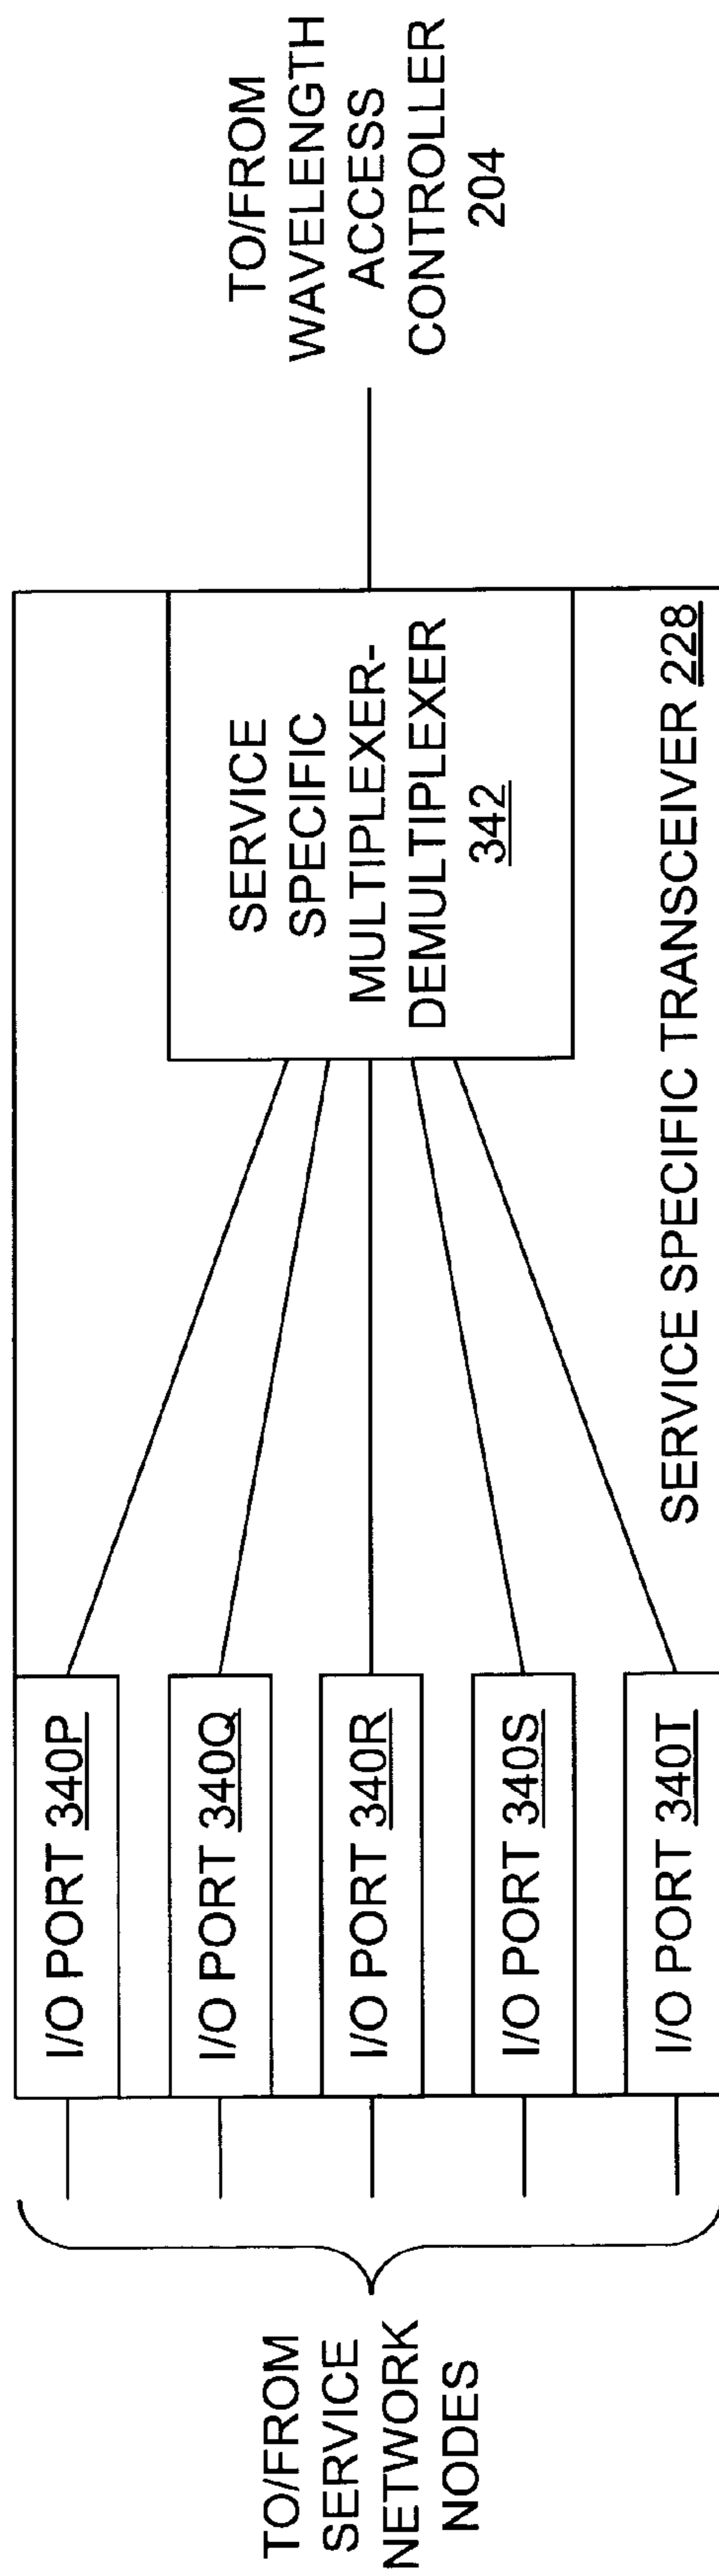 TO/FROM
SERVICE
NETWORK
NODES
I/O PORT 340P
I/O PORT 340Q
I/O PORT 340R
I/O PORT 340S
I/O PORT 340T
SERVICE
SPECIFIC
MULTIPLEXER-
DEMULTIPLEXER
342
SERVICE SPECIFIC TRANSCEIVER 228
TO/FROM
WAVELENGTH
ACCESS
CONTROLLER
204